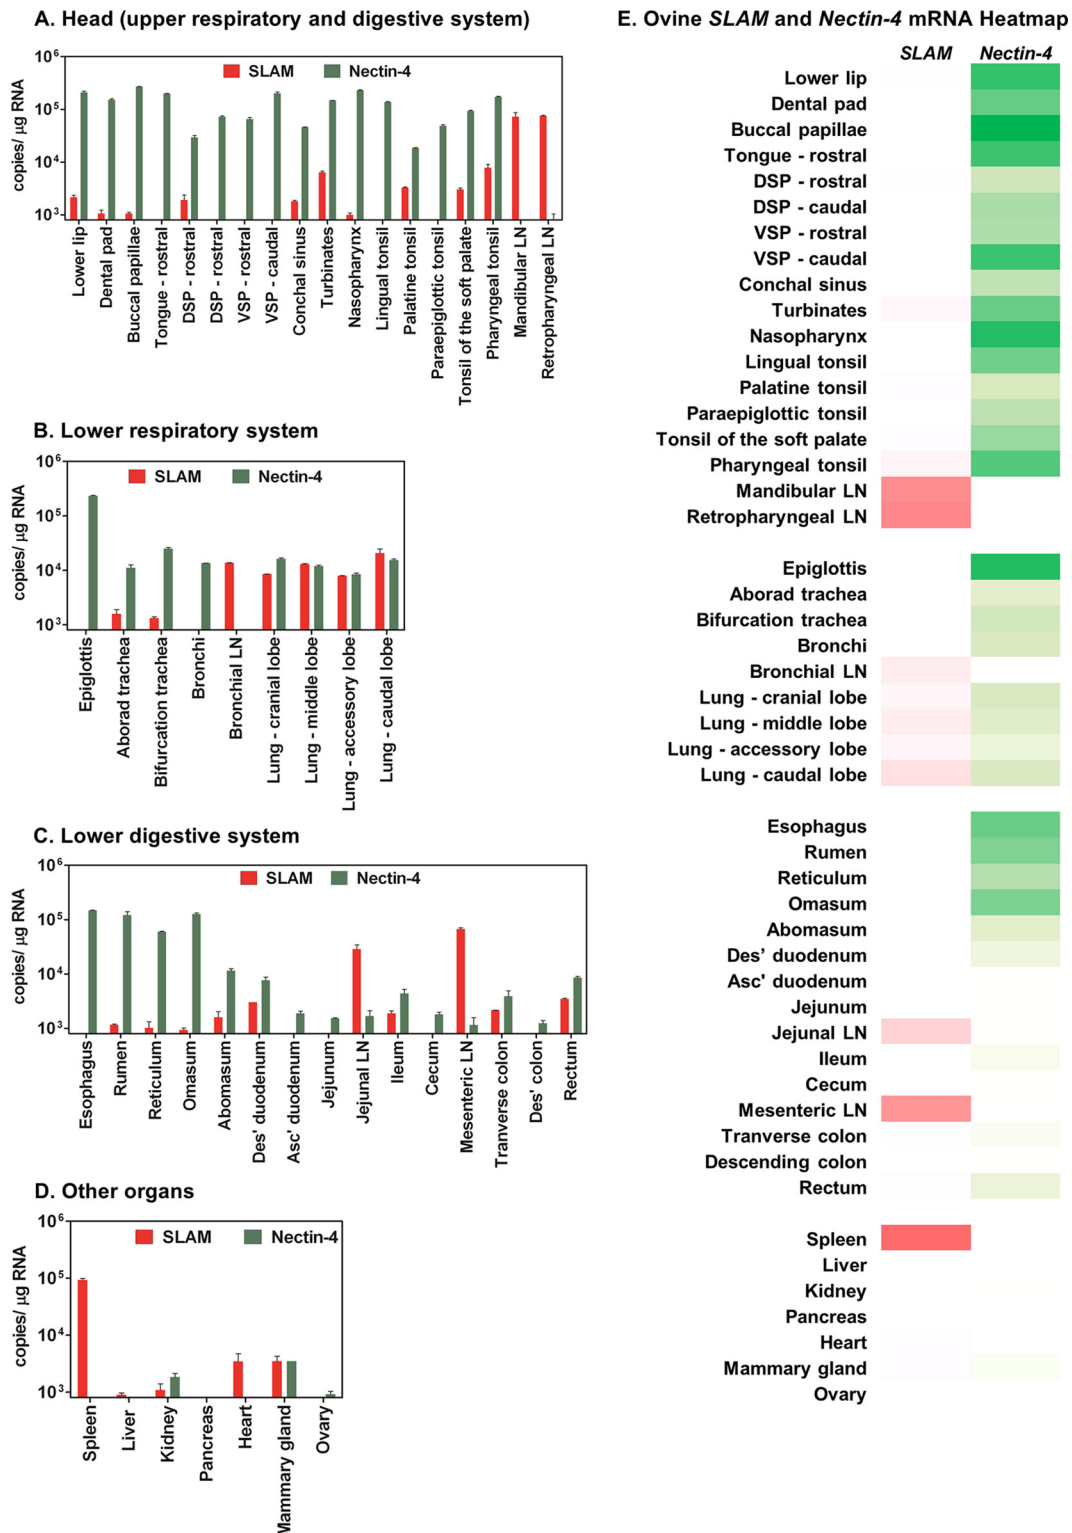 A. Head (upper respiratory and digestive system)
SLAM
Nectin-4
copies/ µg RNA
10⁶
10⁵
10⁴
10³
Lower lip
Dental pad
Buccal papillae
Tongue - rostral
DSP - rostral
DSP - rostral
VSP - rostral
VSP - caudal
Conchal sinus
Turbinates
Nasopharynx
Lingual tonsil
Palatine tonsil
Paraepiglottic tonsil
Tonsil of the soft palate
Pharyngeal tonsil
Mandibular LN
Retropharyngeal LN
B. Lower respiratory system
SLAM
Nectin-4
copies/ µg RNA
10⁶
10⁵
10⁴
10³
Epiglottis
Aborad trachea
Bifurcation trachea
Bronchi
Bronchial LN
Lung - cranial lobe
Lung - middle lobe
Lung - accessory lobe
Lung - caudal lobe
C. Lower digestive system
SLAM
Nectin-4
copies/ µg RNA
10⁶
10⁵
10⁴
10³
Esophagus
Rumen
Reticulum
Omasum
Abomasum
Des' duodenum
Asc' duodenum
Jejunum
Jejunal LN
Ileum
Cecum
Mesenteric LN
Tranverse colon
Des' colon
Rectum
D. Other organs
SLAM
Nectin-4
copies/ µg RNA
10⁶
10⁵
10⁴
10³
Spleen
Liver
Kidney
Pancreas
Heart
Mammary gland
Ovary
E. Ovine SLAM and Nectin-4 mRNA Heatmap
SLAM Nectin-4
Lower lip
Dental pad
Buccal papillae
Tongue - rostral
DSP - rostral
DSP - caudal
VSP - rostral
VSP - caudal
Conchal sinus
Turbinates
Nasopharynx
Lingual tonsil
Palatine tonsil
Paraepiglottic tonsil
Tonsil of the soft palate
Pharyngeal tonsil
Mandibular LN
Retropharyngeal LN
Epiglottis
Aborad trachea
Bifurcation trachea
Bronchi
Bronchial LN
Lung - cranial lobe
Lung - middle lobe
Lung - accessory lobe
Lung - caudal lobe
Esophagus
Rumen
Reticulum
Omasum
Abomasum
Des’ duodenum
Asc' duodenum
Jejunum
Jejunal LN
Ileum
Cecum
Mesenteric LN
Tranverse colon
Descending colon
Rectum
Spleen
Liver
Kidney
Pancreas
Heart
Mammary gland
Ovary